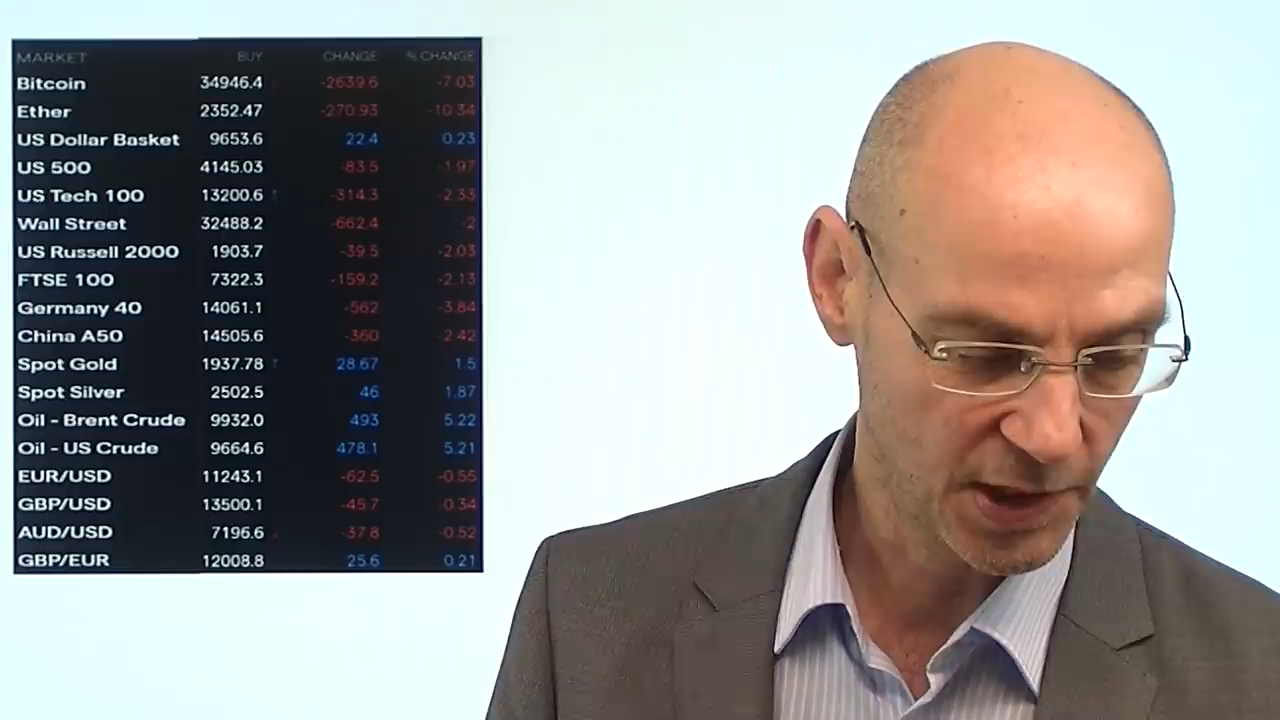 MARKET BUY CHANGE % CHANGE
Bitcoin 34946.4 -2639.6 -7.03
Ether 2352.47 -270.93 -10.34
US Dollar Basket 9653.6 22.4 0.23
US 500 4145.03 -83.5 -1.97
US Tech 100 13200.6 -314.3 -2.33
Wall Street 32488.2 -662.4 -2
US Russell 2000 1903.7 -39.5 -2.03
FTSE 100 7322.3 -159.2 -2.13
Germany 40 14061.1 -562 -3.84
China A50 14505.6 -360 -2.42
Spot Gold 1937.78 28.67 1.5
Spot Silver 2502.5 46 1.87
Oil - Brent Crude 9932.0 493 5.22
Oil - US Crude 9664.6 478.1 5.21
EUR/USD 11243.1 -62.5 -0.55
GBP/USD 13500.1 -45.7 -0.34
AUD/USD 7196.6 -37.8 -0.52
GBP/EUR 12008.8 25.6 0.21